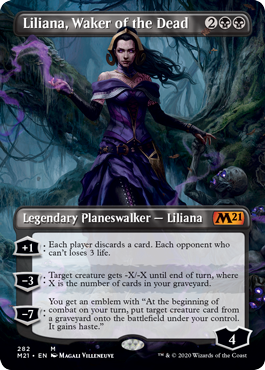 Liliana, Waker of the Dead 2
Legendary Planeswalker — Liliana M21
+1 : Each player discards a card. Each opponent who
can't loses 3 life.
-3 : Target creature gets -X/-X until end of turn, where
X is the number of cards in your graveyard.
You get an emblem with “At the beginning of
-7 : combat on your turn, put target creature card from
a graveyard onto the battlefield under your control.
It gains haste.”
4
282 M
M21 • EN MAGALI VILLENEUVE ™ & © 2020 Wizards of the Coast